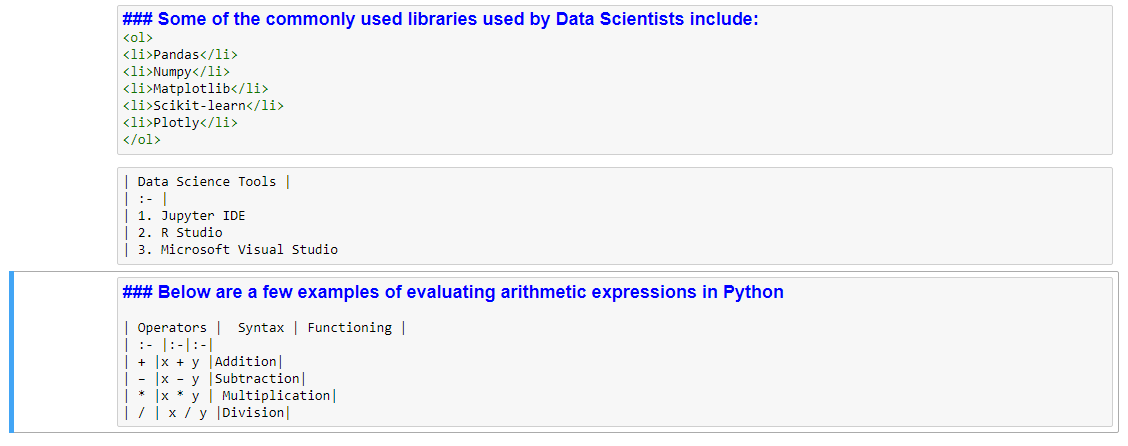 ### Some of the commonly used libraries used by Data Scientists include:
<ol>
<li>Pandas</li>
<li>Numpy</li>
<li>Matplotlib</li>
<li>Scikit-learn</li>
<li>Plotly</li>
</ol>
| Data Science Tools |
| :- |
| 1. Jupyter IDE
| 2. R Studio
| 3. Microsoft Visual Studio
### Below are a few examples of evaluating arithmetic expressions in Python
| Operators |  Syntax | Functioning |
| :- |:-|:-|
| + |x + y |Addition|
| − |x − y |Subtraction|
| * |x * y | Multiplication|
| / | x / y |Division|